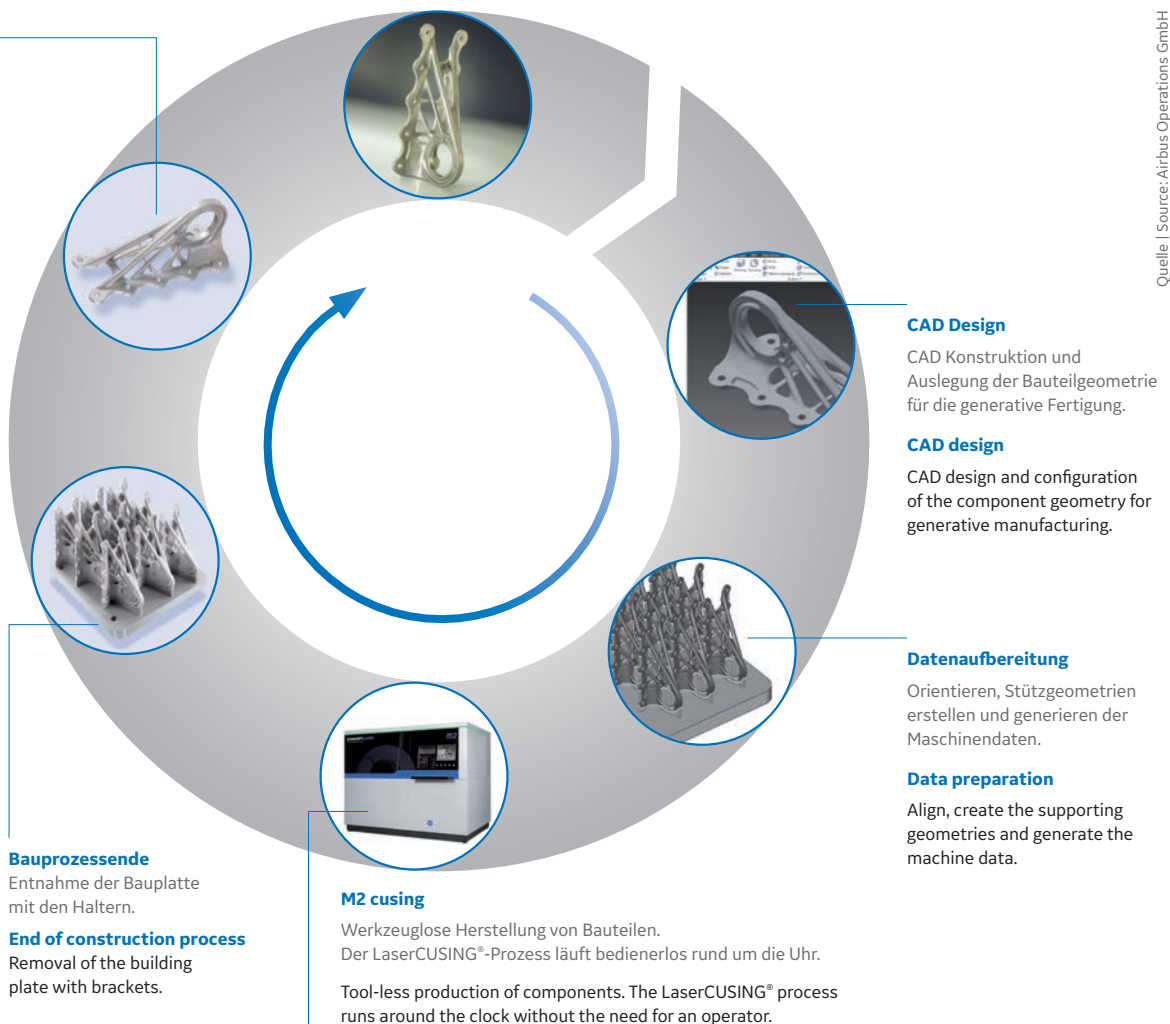 Quelle | Source: Airbus Operations GmbH
CAD Design
CAD Konstruktion und
Auslegung der Bauteilgeometrie
für die generative Fertigung.
CAD design
CAD design and configuration
of the component geometry for
generative manufacturing.
Datenaufbereitung
Orientieren, Stützgeometrien
erstellen und generieren der
Maschinendaten.
Data preparation
Align, create the supporting
geometries and generate the
machine data.
M2 cusing
Werkzeuglose Herstellung von Bauteilen.
Der LaserCUSING®-Prozess läuft bedienerlos rund um die Uhr.
Tool-less production of components. The LaserCUSING® process
runs around the clock without the need for an operator.
Bauprozessende
Entnahme der Bauplatte
mit den Haltern.
End of construction process
Removal of the building
plate with brackets.